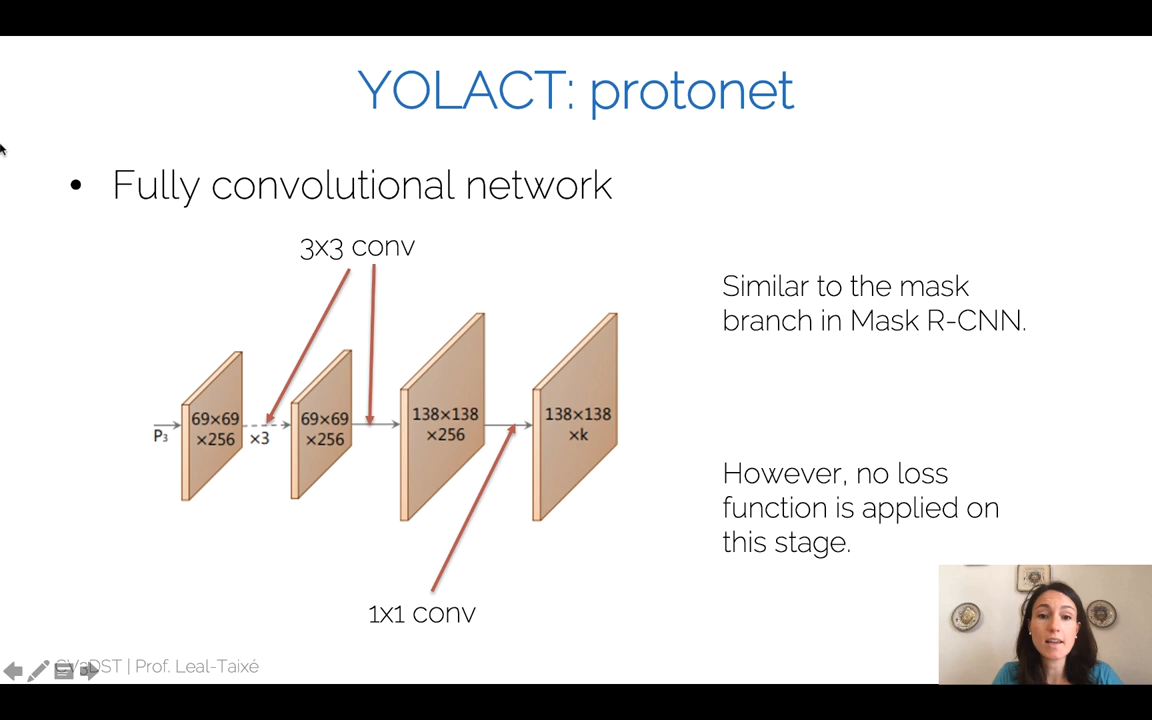 YOLACT: protonet
• Fully convolutional network
3x3 conv
Similar to the mask
branch in Mask R-CNN.
69×69
×256
×3
69×69
×256
138×138
×256
138×138
×k
P3
However, no loss
function is applied on
this stage.
1x1 conv
CV3DST | Prof. Leal-Taixé